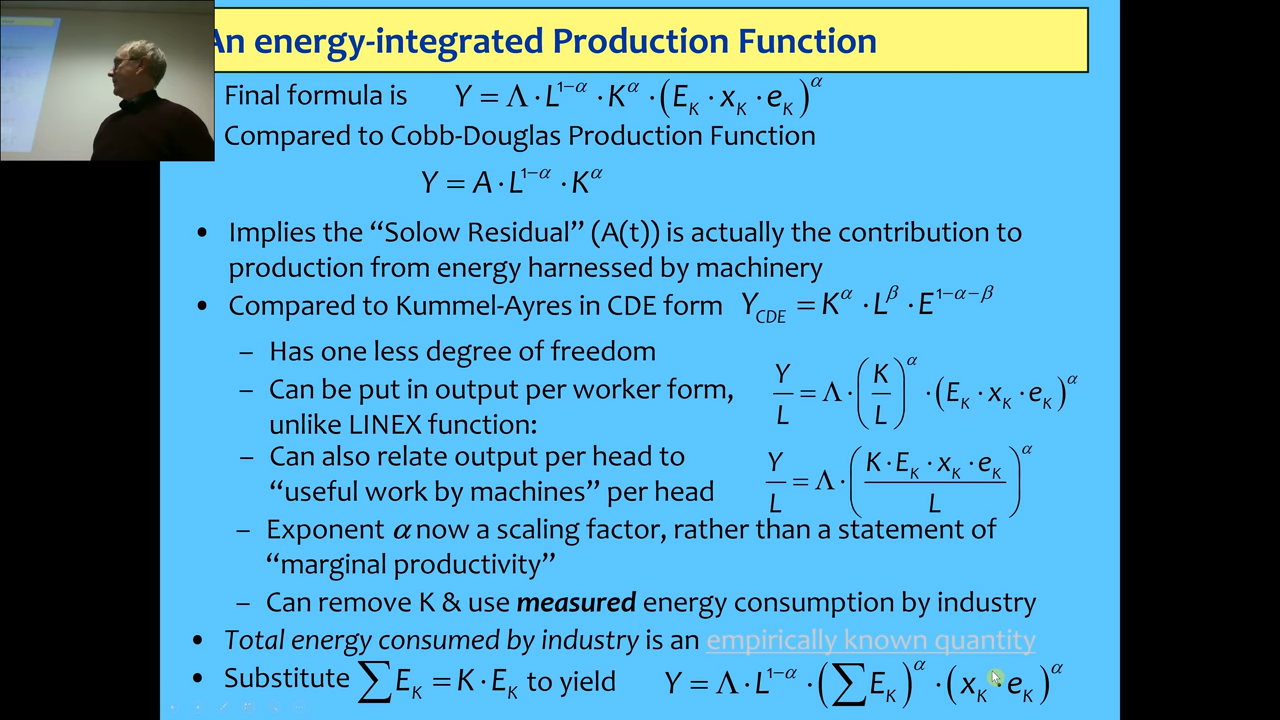 An energy-integrated Production Function
Final formula is Y = Λ · L^{1−α} · K^{α} · (E_K · x_K · e_K)^{α}
Compared to Cobb-Douglas Production Function
Y = A · L^{1−α} · K^{α}
• Implies the “Solow Residual” (A(t)) is actually the contribution to
production from energy harnessed by machinery
• Compared to Kummel-Ayres in CDE form Y_{CDE} = K^{α} · L^{β} · E^{1−α−β}
– Has one less degree of freedom
– Can be put in output per worker form,
unlike LINEX function: Y/L = Λ · (K/L)^{α} · (E_K · x_K · e_K)^{α}
– Can also relate output per head to
“useful work by machines” per head Y/L = Λ · ((K · E_K · x_K · e_K)/L)^{α}
– Exponent α now a scaling factor, rather than a statement of
“marginal productivity”
– Can remove K & use measured energy consumption by industry
• Total energy consumed by industry is an empirically known quantity
• Substitute ∑E_K = K · E_K to yield Y = Λ · L^{1−α} · (∑E_K)^{α} · (x_K · e_K)^{α}